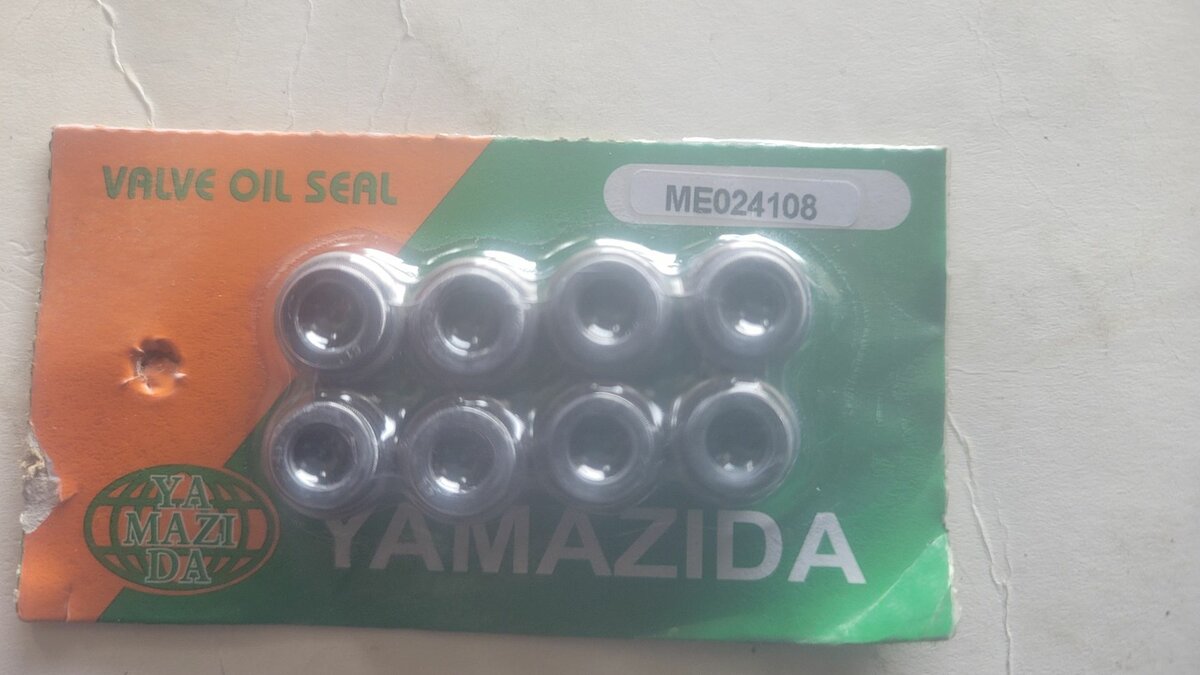 VALVE OIL SEAL
ME024108
YA
MAZI
DA
YAMAZIDA